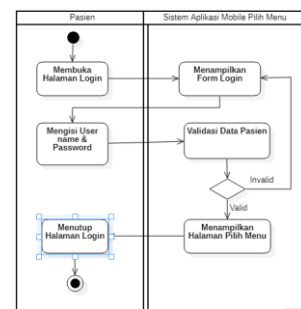 Pasien
Sistem Aplikasi Mobile Pilih Menu
Membuka
Halaman Login
Menampilkan
Form Login
Mengisi User
name &
Password
Validasi Data Pasien
Invalid
Valid
Menutup
Halaman Login
Menampilkan
Halaman Pilih Menu